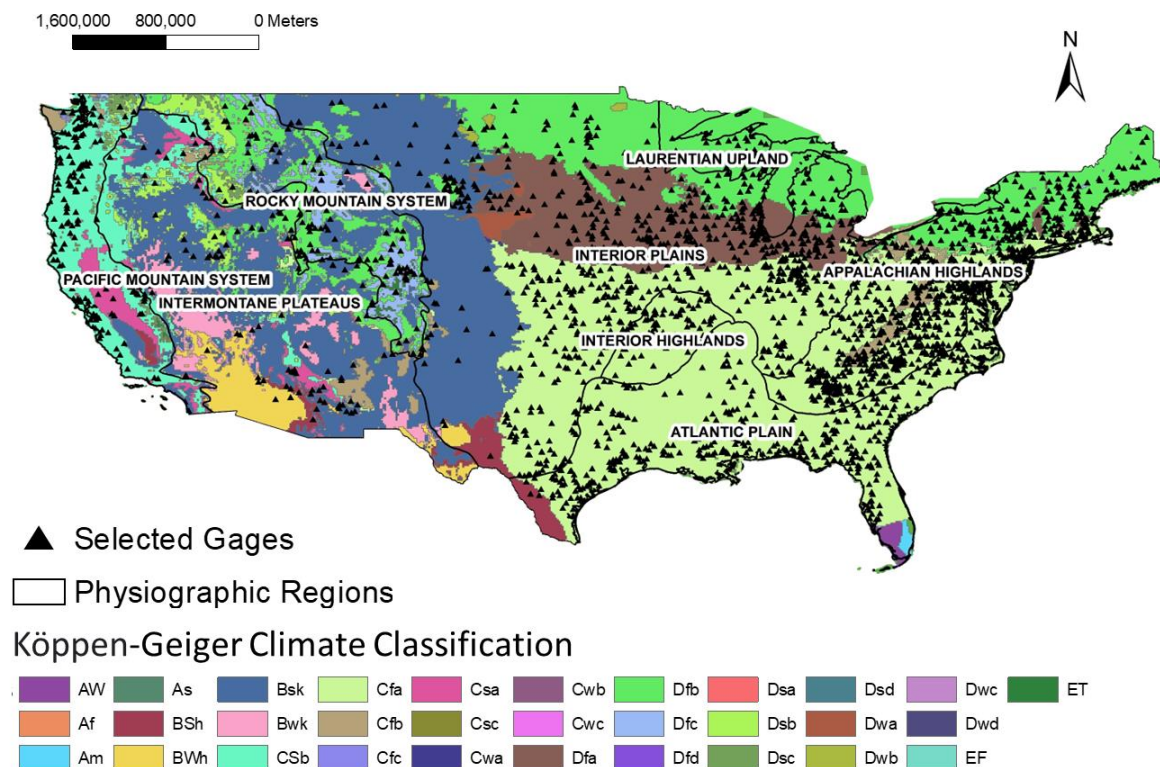 1,600,000 800,000 0 Meters
N
LAURENTIAN UPLAND
ROCKY MOUNTAIN SYSTEM
INTERIOR PLAINS
APPALACHIAN HIGHLANDS
PACIFIC MOUNTAIN SYSTEM
INTERMONTANE PLATEAUS
INTERIOR HIGHLANDS
ATLANTIC PLAIN
Selected Gages
Physiographic Regions
Köppen-Geiger Climate Classification
AW As Bsk Cfa Csa Cwb Dfb Dsa Dsd Dwc ET
Af BSh Bwk Cfb Csc Cwc Dfc Dsb Dwa Dwd
Am BWh CSb Cfc Cwa Dfa Dfd Dsc Dwb EF